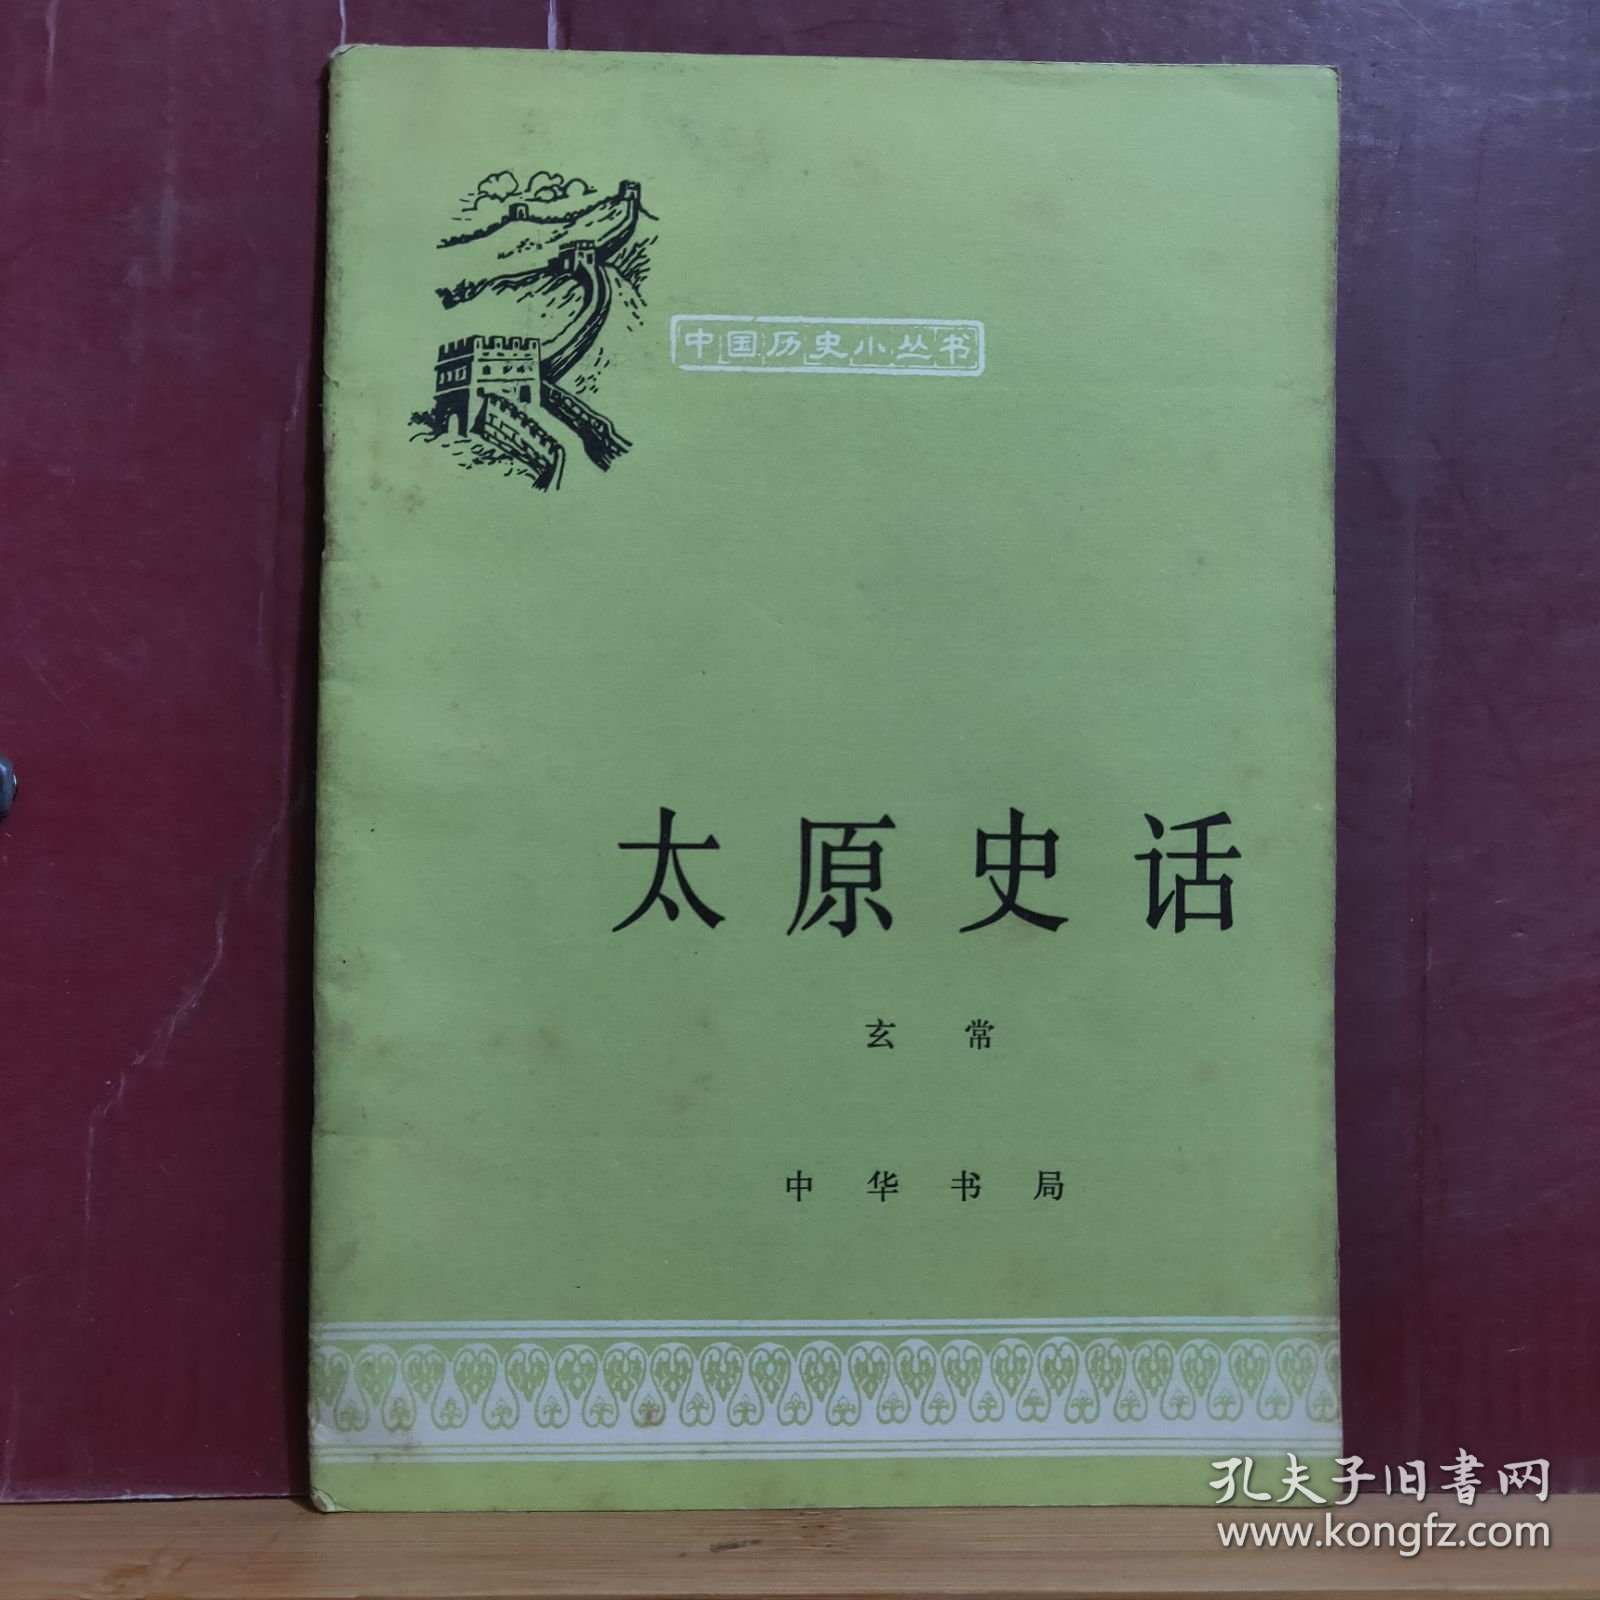 中国历史小丛书
太原史话
玄常
中华书局
孔夫子旧书网
www.kongfz.com